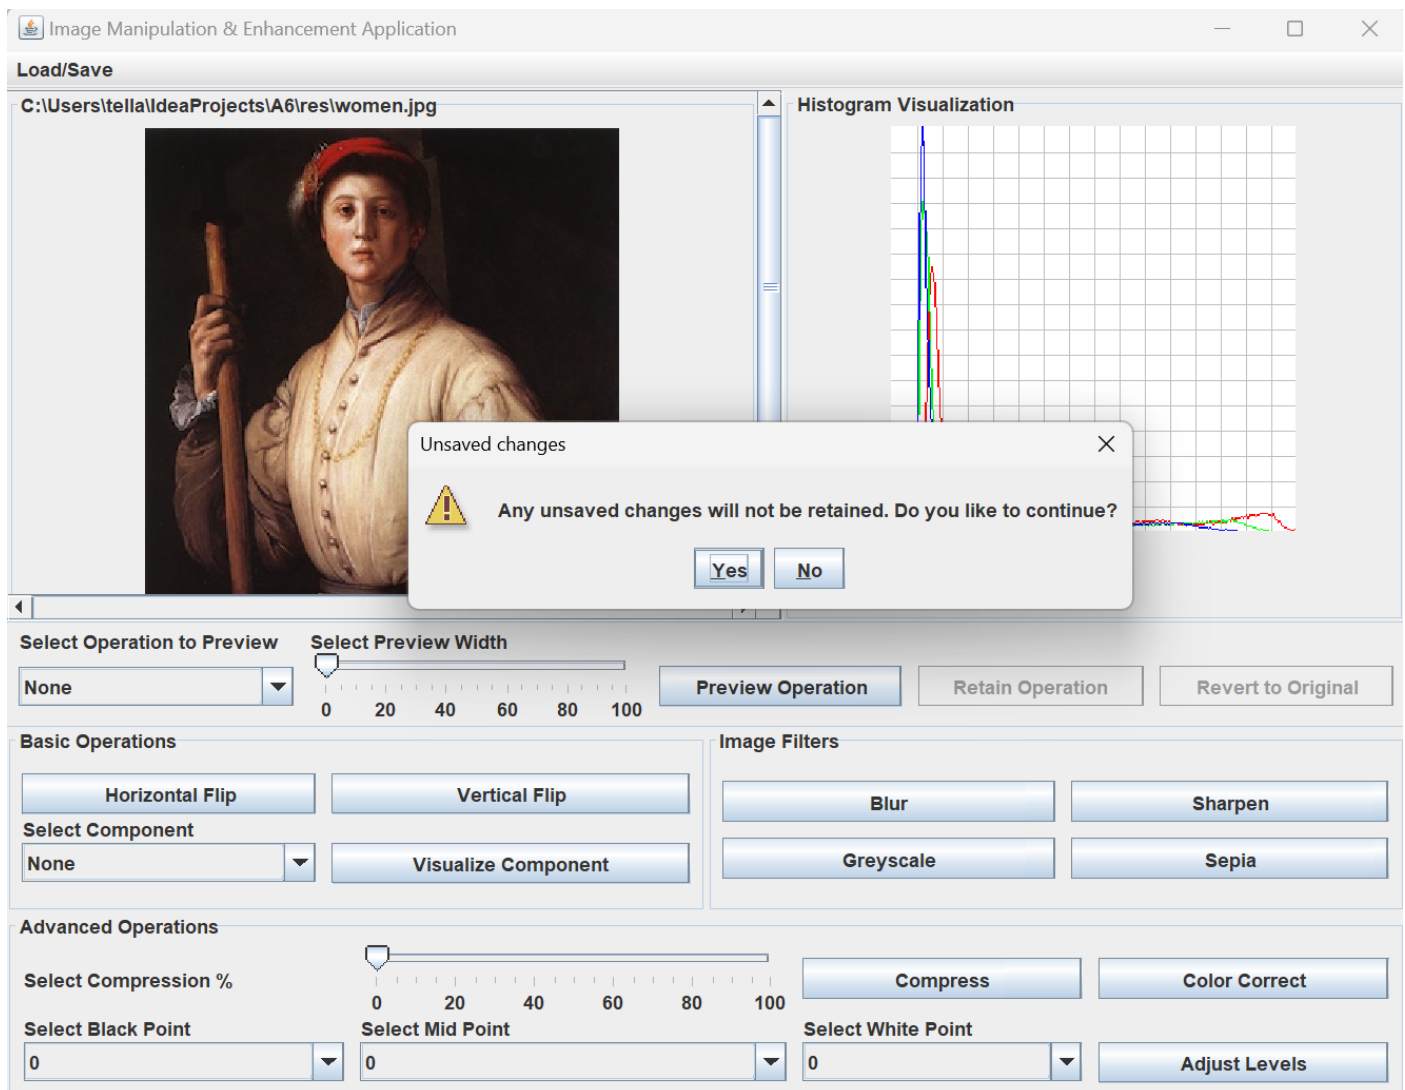 Image Manipulation & Enhancement Application
Load/Save
C:\Users\tella\IdeaProjects\A6\res\women.jpg
Histogram Visualization
Unsaved changes
Any unsaved changes will not be retained. Do you like to continue?
Yes
No
Select Operation to Preview
Select Preview Width
None
0 20 40 60 80 100
Preview Operation
Retain Operation
Revert to Original
Basic Operations
Horizontal Flip
Vertical Flip
Select Component
None
Visualize Component
Image Filters
Blur
Sharpen
Greyscale
Sepia
Advanced Operations
Select Compression %
0 20 40 60 80 100
Compress
Color Correct
Select Black Point
Select Mid Point
Select White Point
0
0
0
Adjust Levels